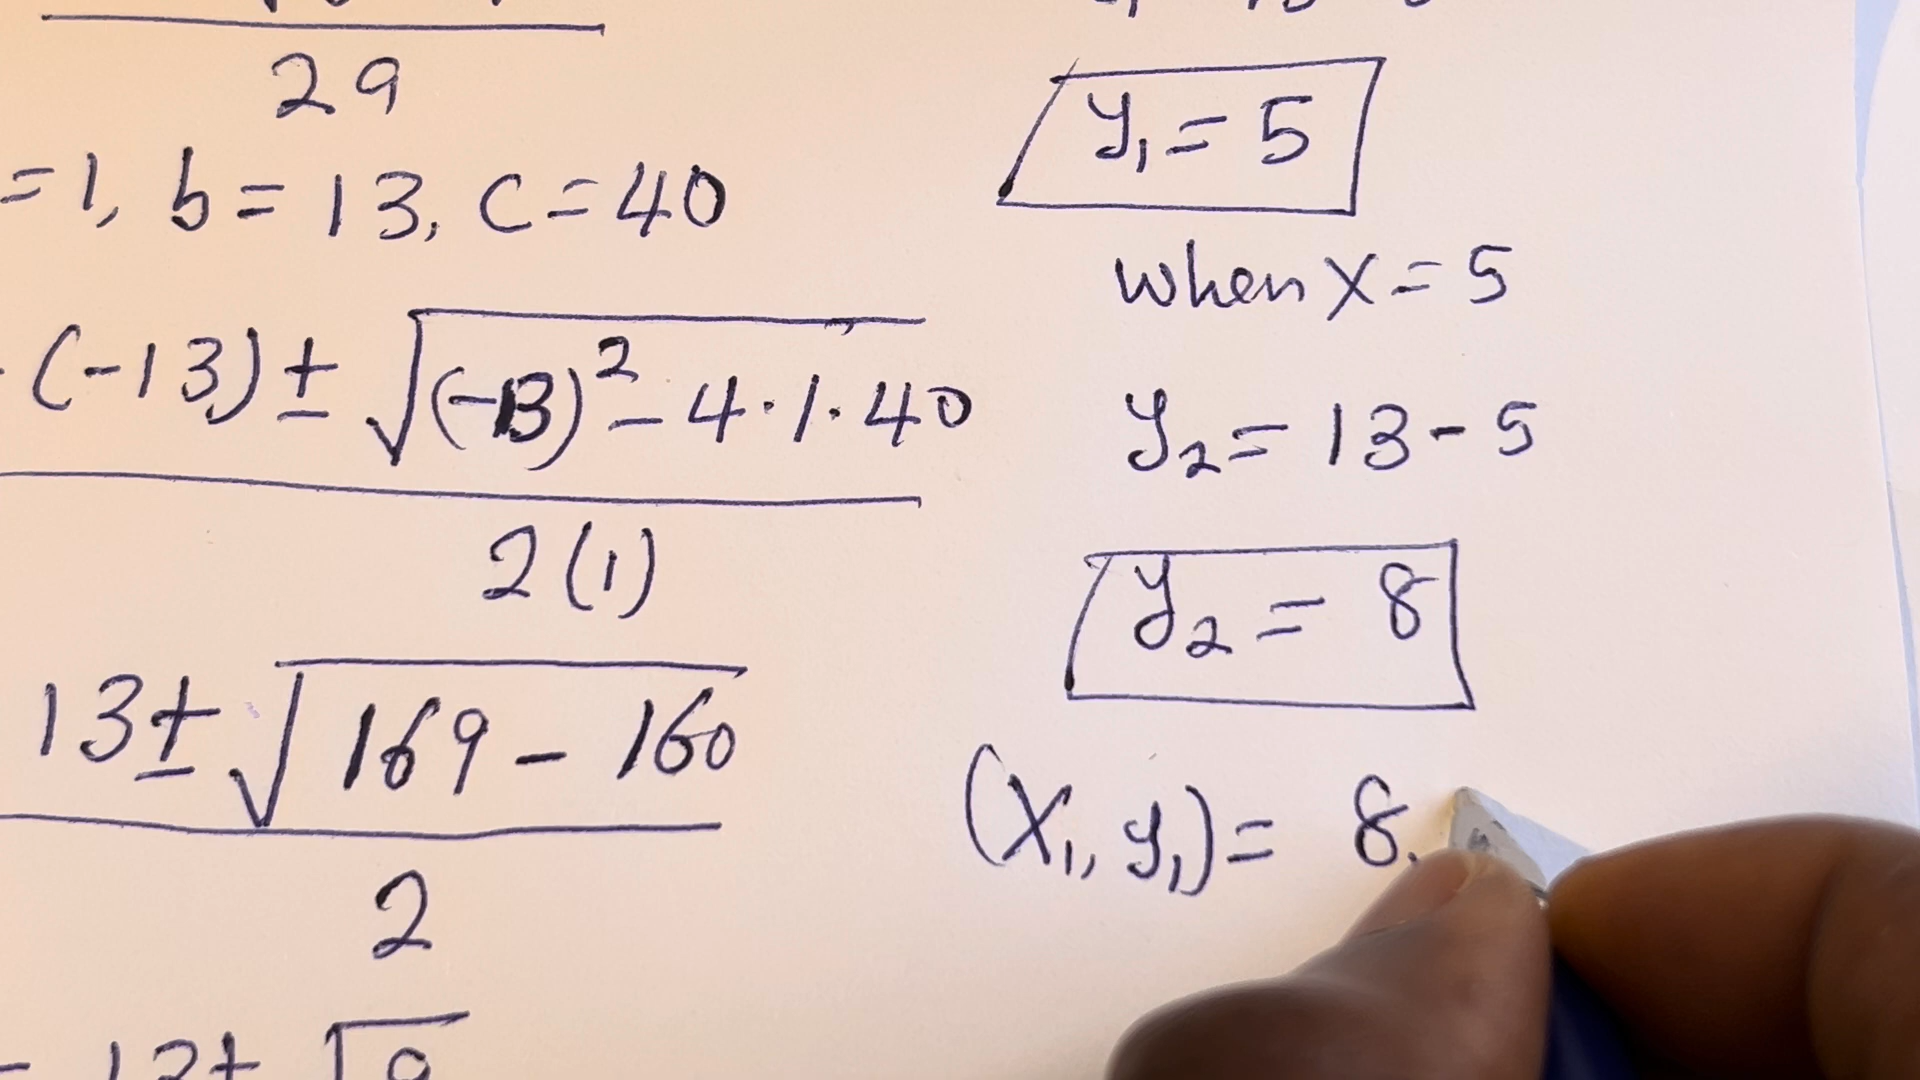 2a
=1, b=13, c=40
(-13)±√(-13)²-4·1·40
2(1)
13±√169-160
2
y₁=5
when x=5
y₂=13-5
y₂=8
(x₁, y₁)= 8,